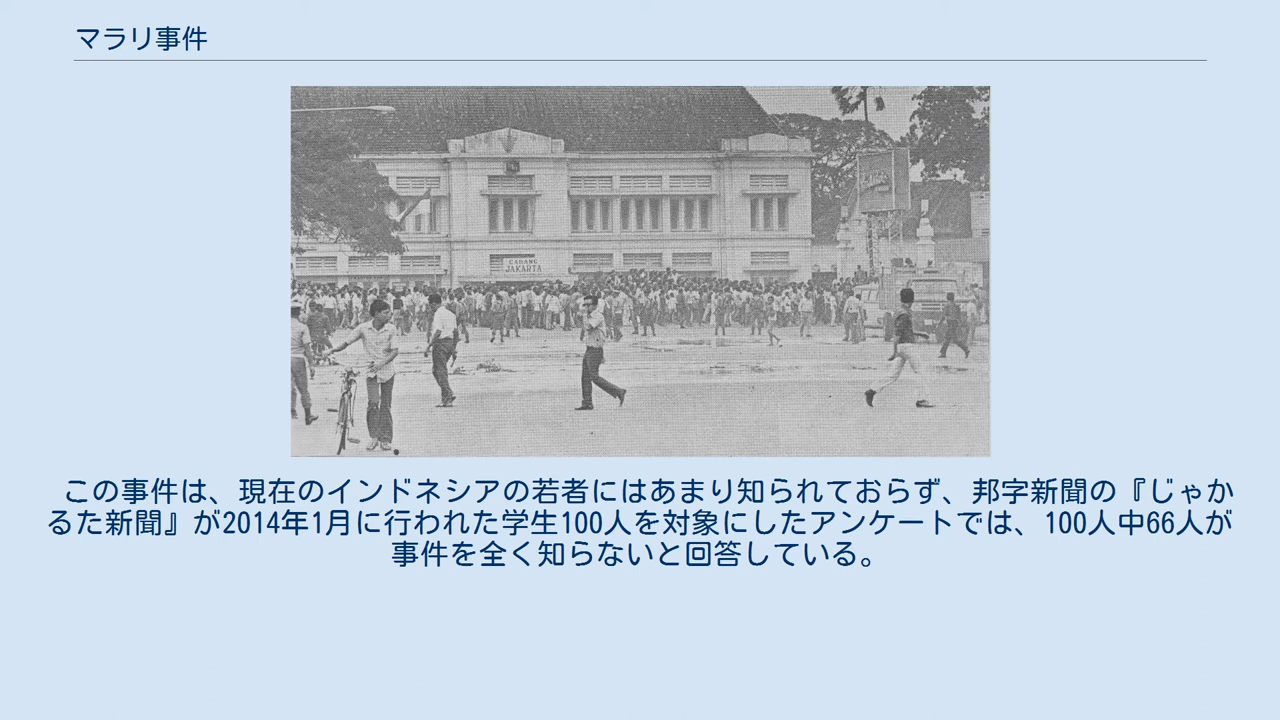 マラリ事件
CABANG
JAKARTA
この事件は、現在のインドネシアの若者にはあまり知られておらず、邦字新聞の『じゃか
るた新聞』が2014年1月に行われた学生100人を対象にしたアンケートでは、100人中66人が
事件を全く知らないと回答している。